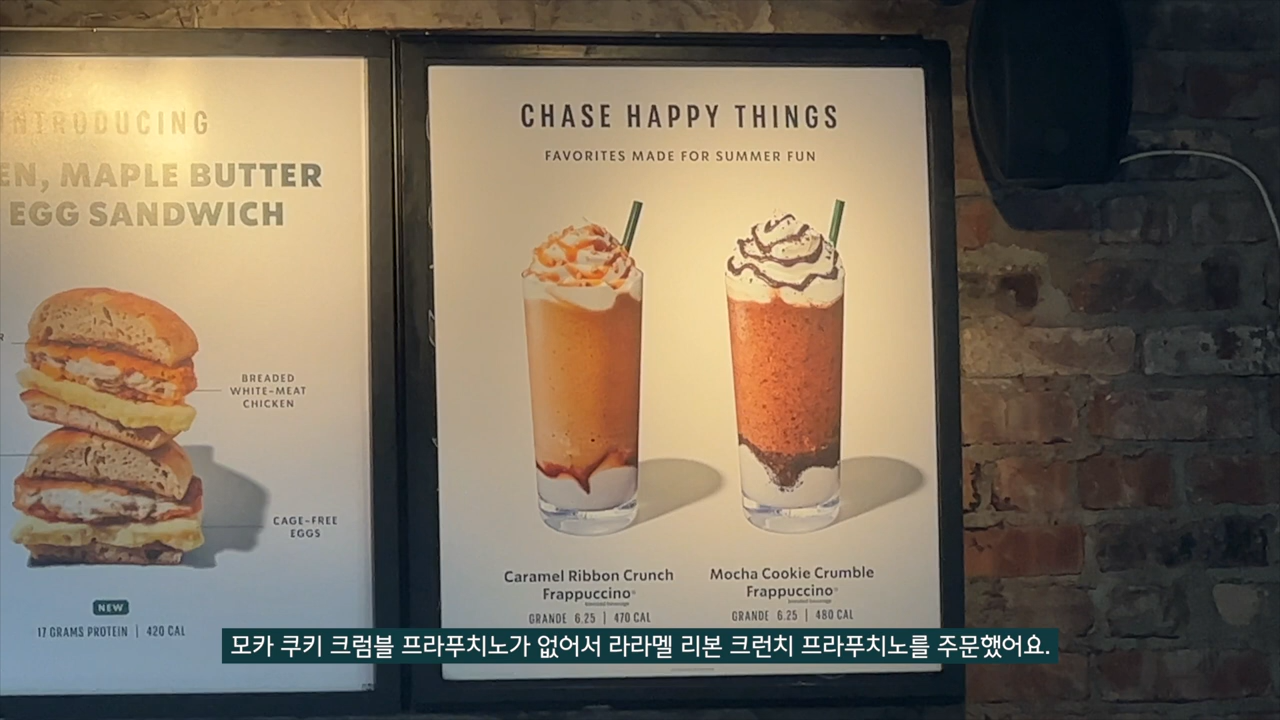 INTRODUCING
EN, MAPLE BUTTER
EGG SANDWICH
BREADED
WHITE-MEAT
CHICKEN
CAGE-FREE
EGGS
NEW
17 GRAMS PROTEIN | 420 CAL
CHASE HAPPY THINGS
FAVORITES MADE FOR SUMMER FUN
Caramel Ribbon Crunch
Frappuccino®
blended beverage
GRANDE 6.25 | 470 CAL
Mocha Cookie Crumble
Frappuccino®
blended beverage
GRANDE 6.25 | 480 CAL
모카 쿠키 크럼블 프라푸치노가 없어서 라라멜 리본 크런치 프라푸치노를 주문했어요.